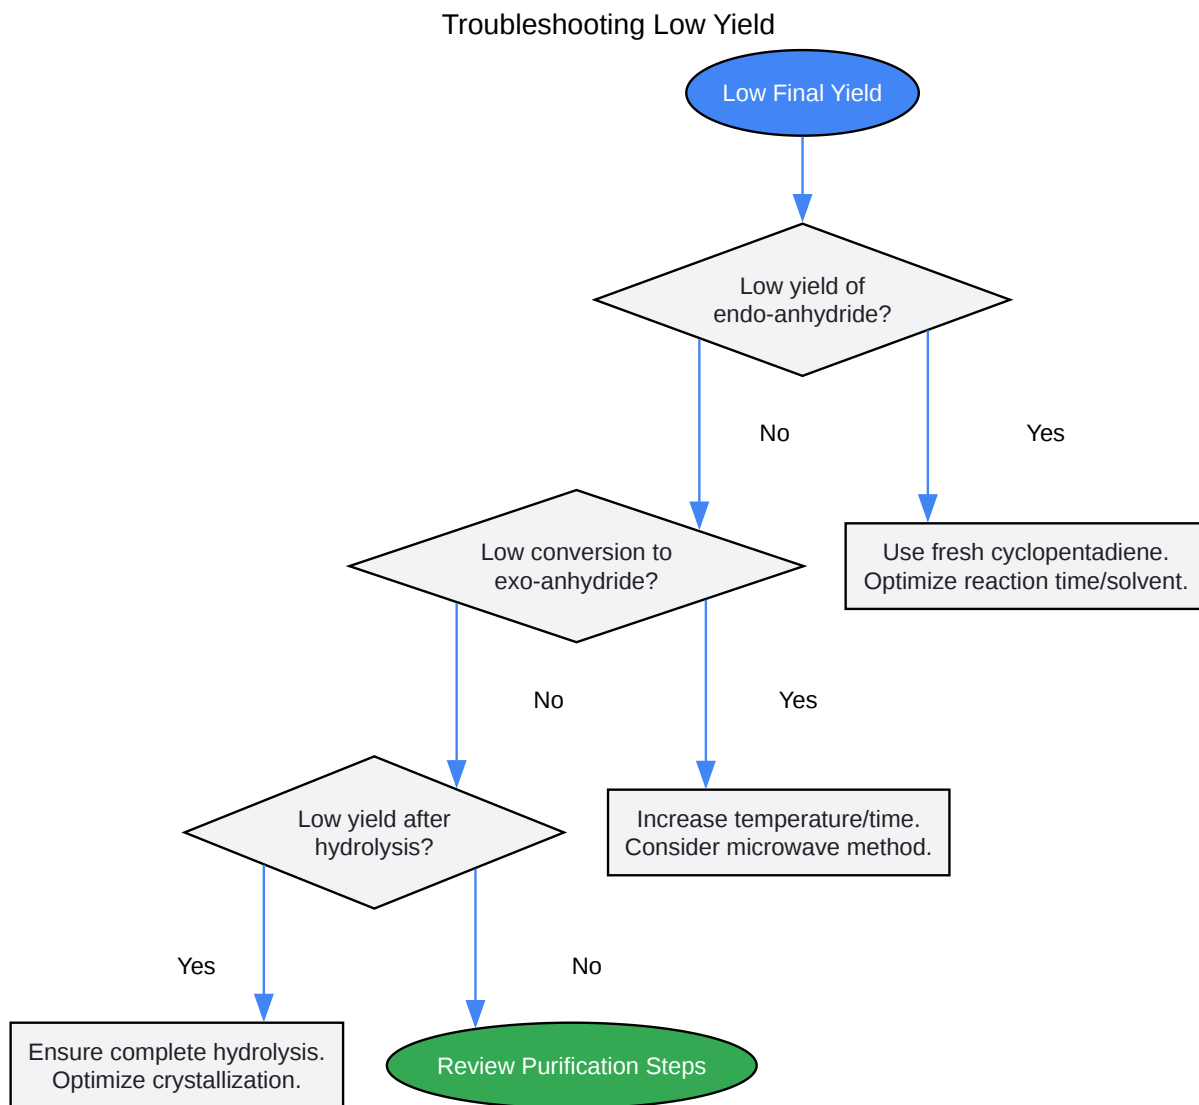 Troubleshooting Low Yield
Low Final Yield
Low yield of
endo-anhydride?
No
Yes
Low conversion to
exo-anhydride?
Use fresh cyclopentadiene.
Optimize reaction time/solvent.
No
Yes
Low yield after
hydrolysis?
Increase temperature/time.
Consider microwave method.
Yes
No
Ensure complete hydrolysis.
Optimize crystallization.
Review Purification Steps